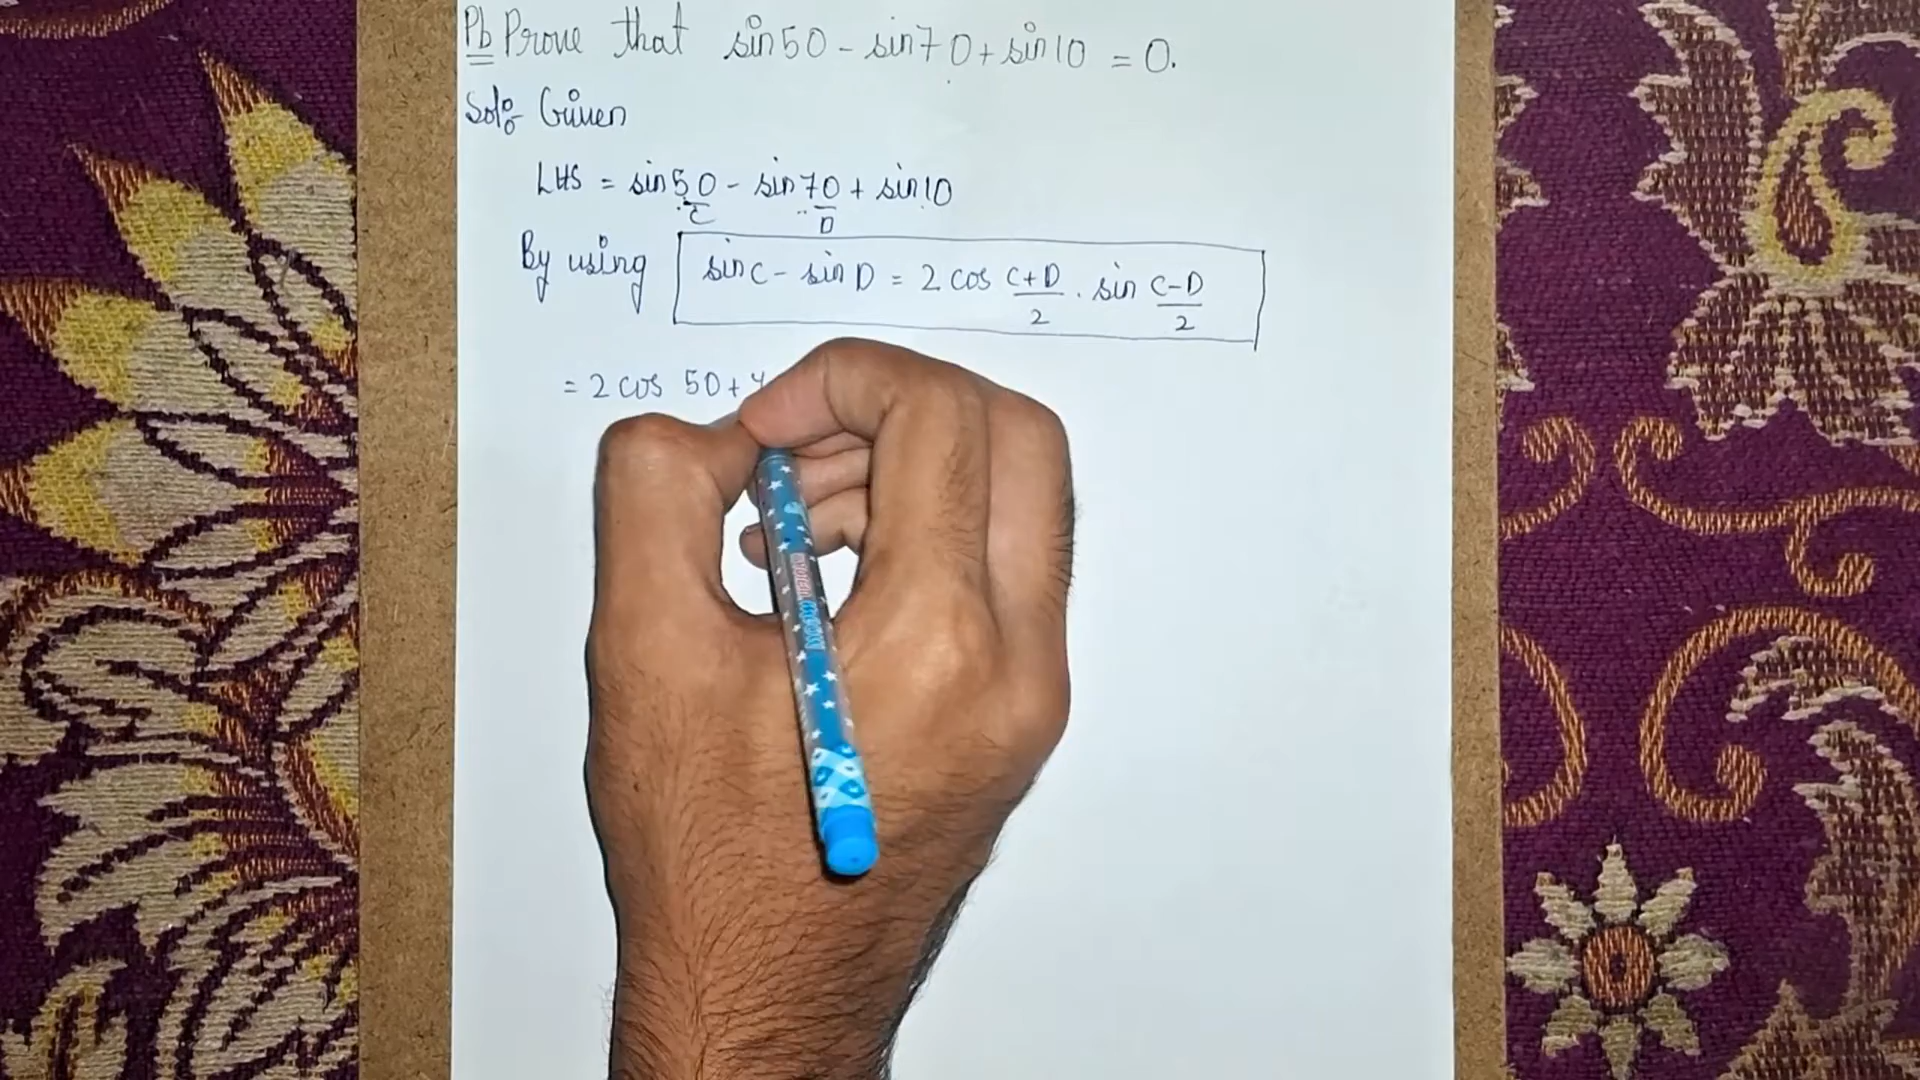 Pb Prove that sin50 - sin70 + sin10 = 0.
Sol:- Given
LHS = sin50 - sin70 + sin10
C D
By using sinC - sinD = 2 cos C+D/2 . sin C-D/2
= 2 cos 50+